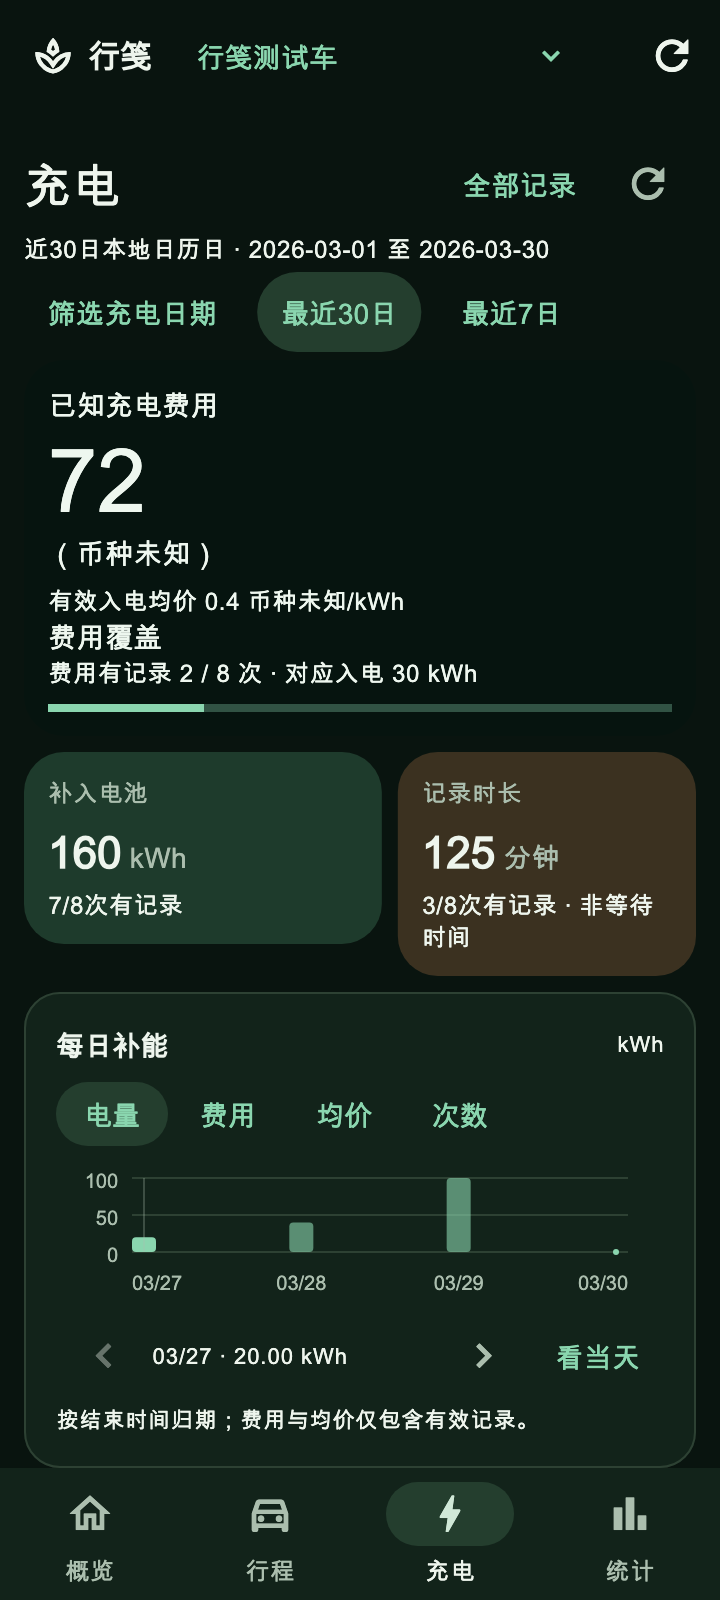 行笺 行笺测试车
充电 全部记录
近30日本地日历日 · 2026-03-01 至 2026-03-30
筛选充电日期 最近30日 最近7日
已知充电费用
72
（币种未知）
有效入电均价 0.4 币种未知/kWh
费用覆盖
费用有记录 2 / 8 次 · 对应入电 30 kWh
补入电池
160 kWh
7/8次有记录
记录时长
125 分钟
3/8次有记录 · 非等待
时间
每日补能 kWh
电量 费用 均价 次数
100
50
0
03/27 03/28 03/29 03/30
03/27 · 20.00 kWh 看当天
按结束时间归期；费用与均价仅包含有效记录。
概览 行程 充电 统计